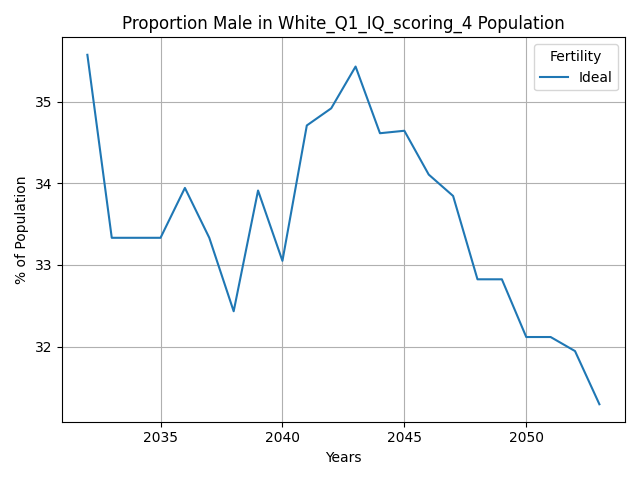 Proportion Male in White_Q1_IQ_scoring_4 Population
Fertility
Ideal
% of Population
35
34
33
32
2035
2040
2045
2050
Years